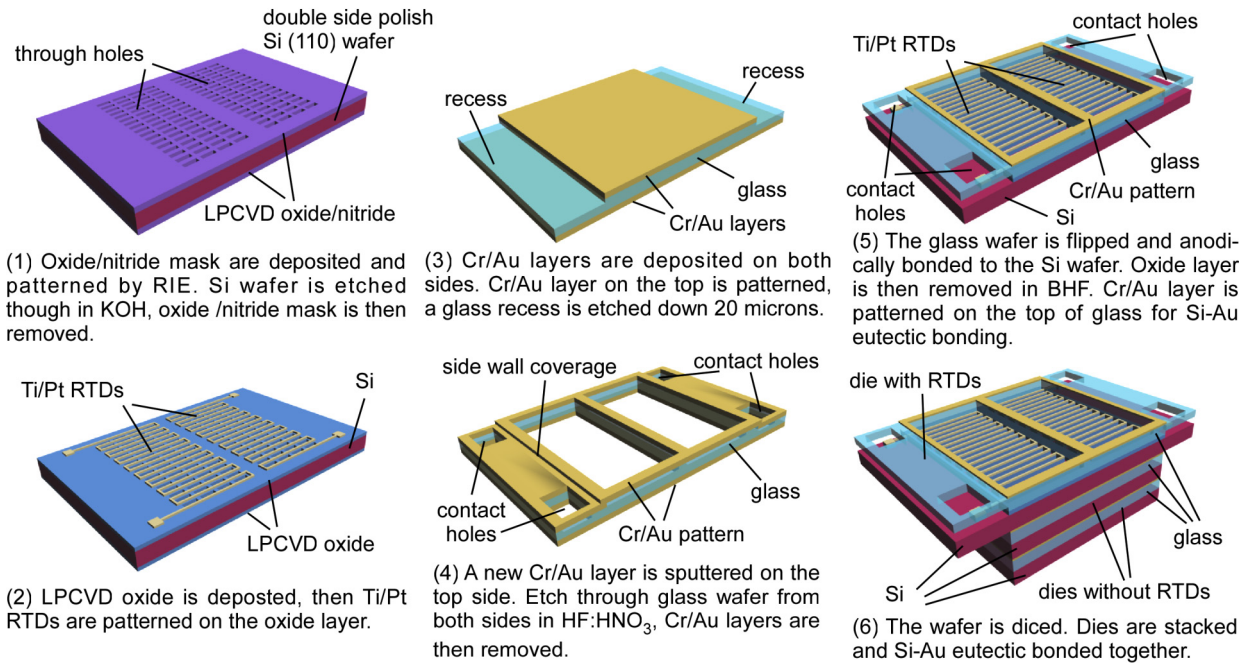 through holes
double side polish
Si (110) wafer
LPCVD oxide/nitride
(1) Oxide/nitride mask are deposited and
patterned by RIE. Si wafer is etched
though in KOH, oxide /nitride mask is then
removed.
Ti/Pt RTDs
Si
LPCVD oxide
(2) LPCVD oxide is deposted, then Ti/Pt
RTDs are patterned on the oxide layer.
recess
recess
glass
Cr/Au layers
(3) Cr/Au layers are deposited on both
sides. Cr/Au layer on the top is patterned,
a glass recess is etched down 20 microns.
side wall coverage
contact holes
contact
holes
glass
Cr/Au pattern
(4) A new Cr/Au layer is sputtered on the
top side. Etch through glass wafer from
both sides in HF:HNO₃, Cr/Au layers are
then removed.
contact holes
Ti/Pt RTDs
glass
contact
holes
Cr/Au pattern
Si
(5) The glass wafer is flipped and anodi-
cally bonded to the Si wafer. Oxide layer
is then removed in BHF. Cr/Au layer is
patterned on the top of glass for Si-Au
eutectic bonding.
die with RTDs
glass
Si
dies without RTDs
(6) The wafer is diced. Dies are stacked
and Si-Au eutectic bonded together.